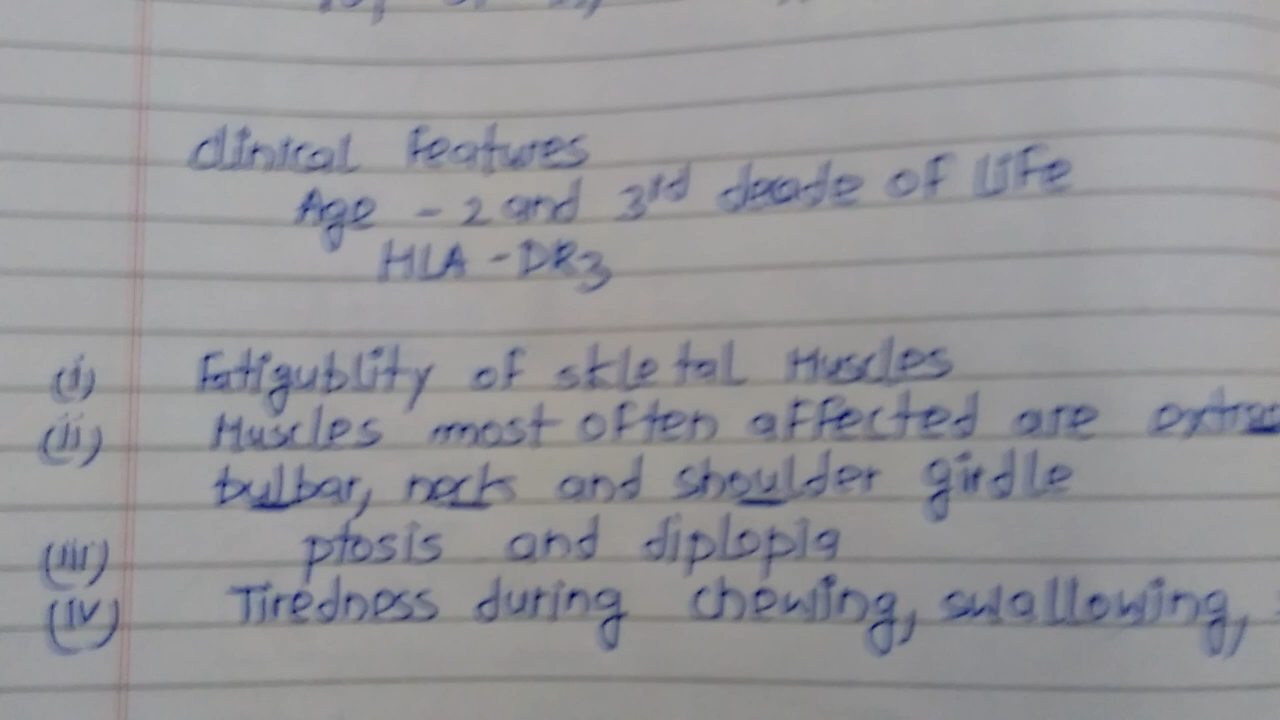 Clinical Features
Age - 2 and 3rd decade of life
HLA - DR3
(i) Fatigublity of skletal Muscles
(ii) Muscles most often affected are
bulbar, neck and shoulder girdle
(iii) ptosis and diplopia
(iv) Tiredness during chewing, swallowing,